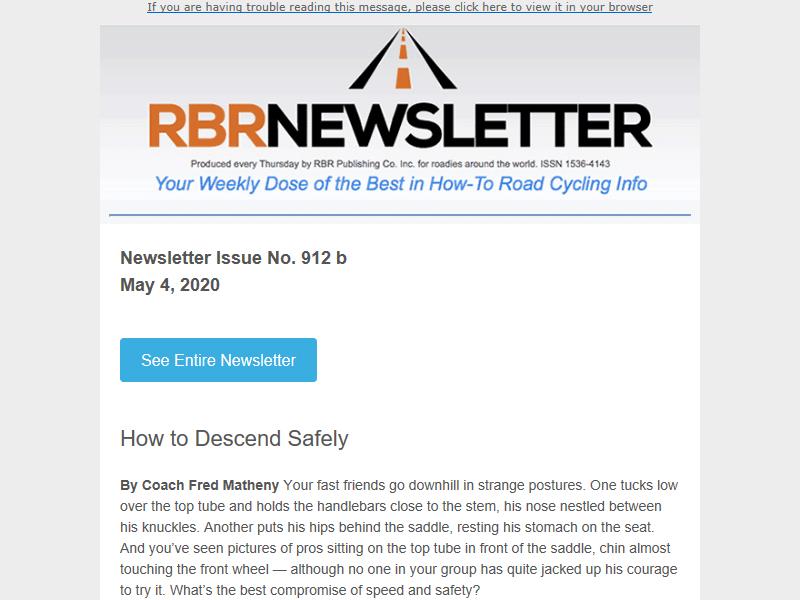 If you are having trouble reading this message, please click here to view it in your browser
RBRNEWSLETTER
Produced every Thursday by RBR Publishing Co. Inc. for roadies around the world. ISSN 1536-4143
Your Weekly Dose of the Best in How-To Road Cycling Info
Newsletter Issue No. 912 b
May 4, 2020
See Entire Newsletter
How to Descend Safely
By Coach Fred Matheny Your fast friends go downhill in strange postures. One tucks low
over the top tube and holds the handlebars close to the stem, his nose nestled between
his knuckles. Another puts his hips behind the saddle, resting his stomach on the seat.
And you’ve seen pictures of pros sitting on the top tube in front of the saddle, chin almost
touching the front wheel — although no one in your group has quite jacked up his courage
to try it. What’s the best compromise of speed and safety?